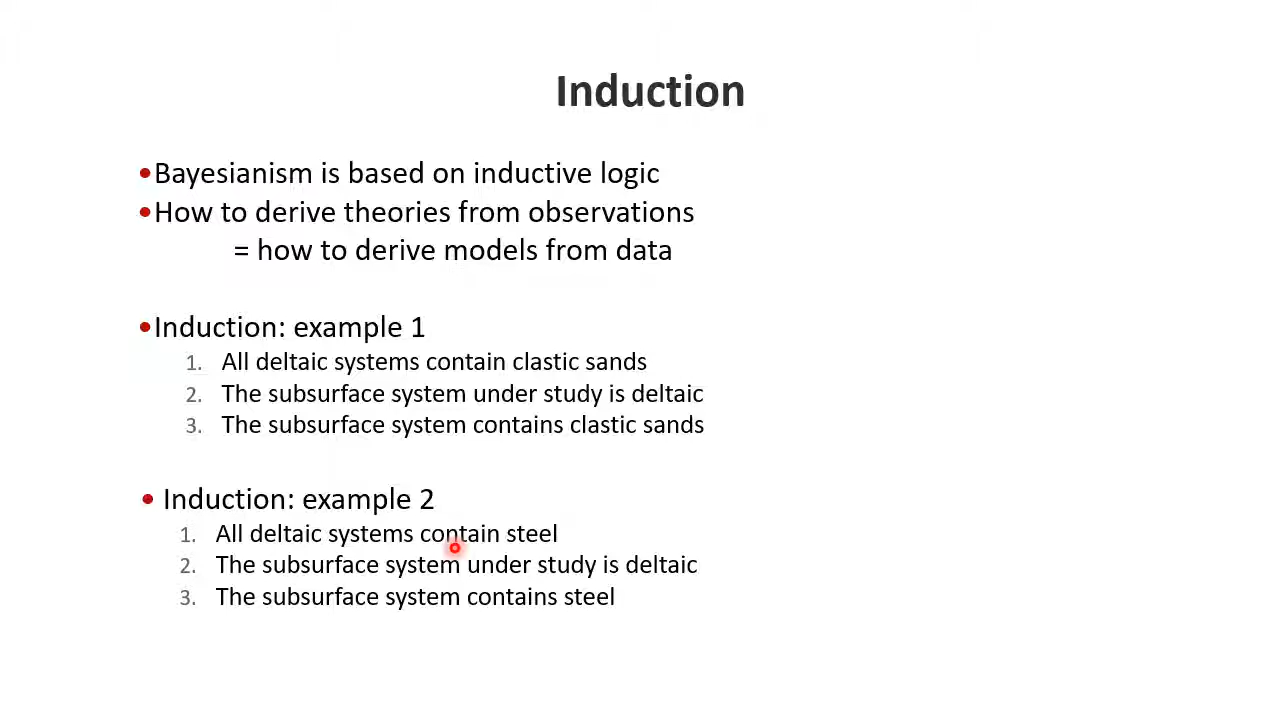 Induction
•Bayesianism is based on inductive logic
•How to derive theories from observations
= how to derive models from data
•Induction: example 1
1. All deltaic systems contain clastic sands
2. The subsurface system under study is deltaic
3. The subsurface system contains clastic sands
• Induction: example 2
1. All deltaic systems contain steel
2. The subsurface system under study is deltaic
3. The subsurface system contains steel